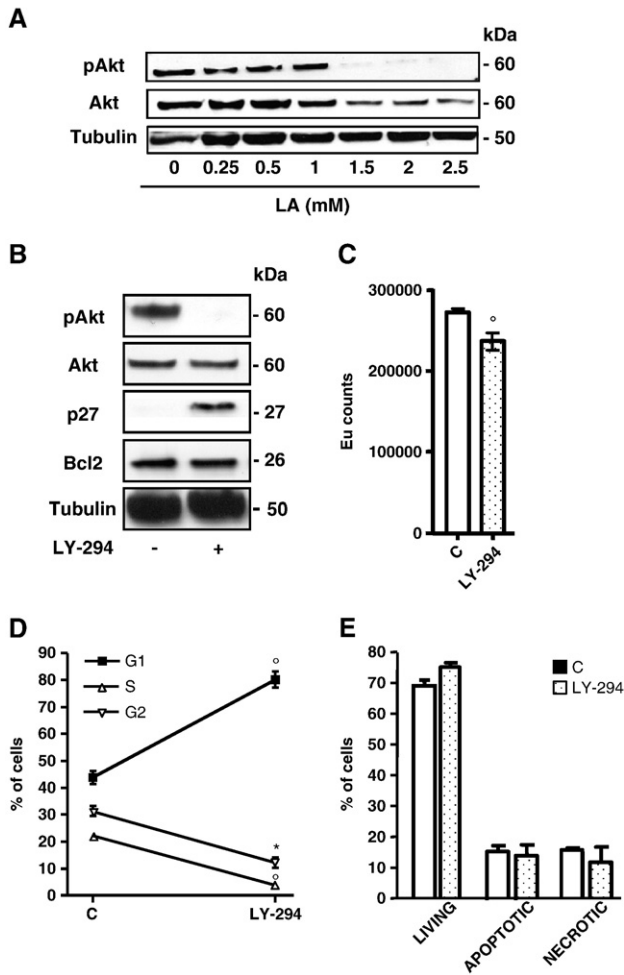 A
kDa
pAkt - 60
Akt - 60
Tubulin - 50
0 0.25 0.5 1 1.5 2 2.5
LA (mM)
B
kDa
pAkt - 60
Akt - 60
p27 - 27
Bcl2 - 26
Tubulin - 50
LY-294 - +
C
300000
200000
100000
0
Eu counts
°
C LY-294
D
90
80
70
60
50
40
30
20
10
0
% of cells
G1
S
G2
°
*
°
C LY-294
E
80
70
60
50
40
30
20
10
0
% of cells
C
LY-294
LIVING APOPTOTIC NECROTIC